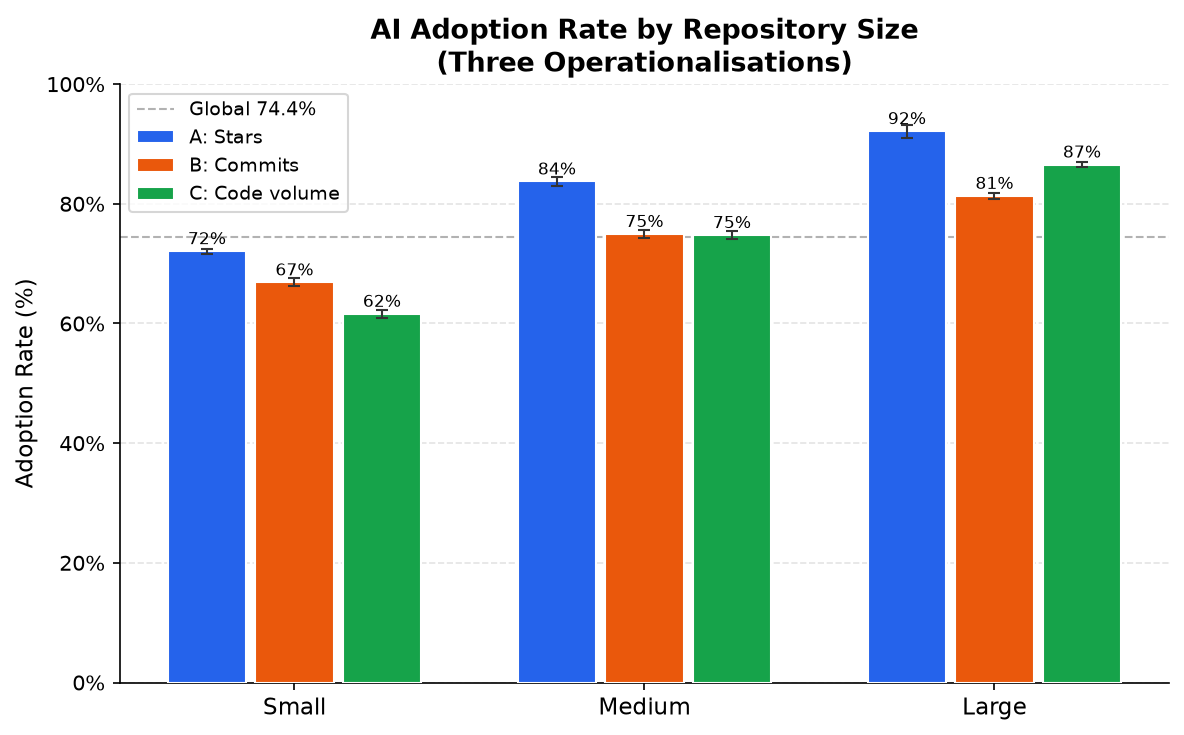 AI Adoption Rate by Repository Size
(Three Operationalisations)
Adoption Rate (%)
100%
80%
60%
40%
20%
0%
Global 74.4%
A: Stars
B: Commits
C: Code volume
72%
67%
62%
84%
75%
75%
92%
81%
87%
Small
Medium
Large